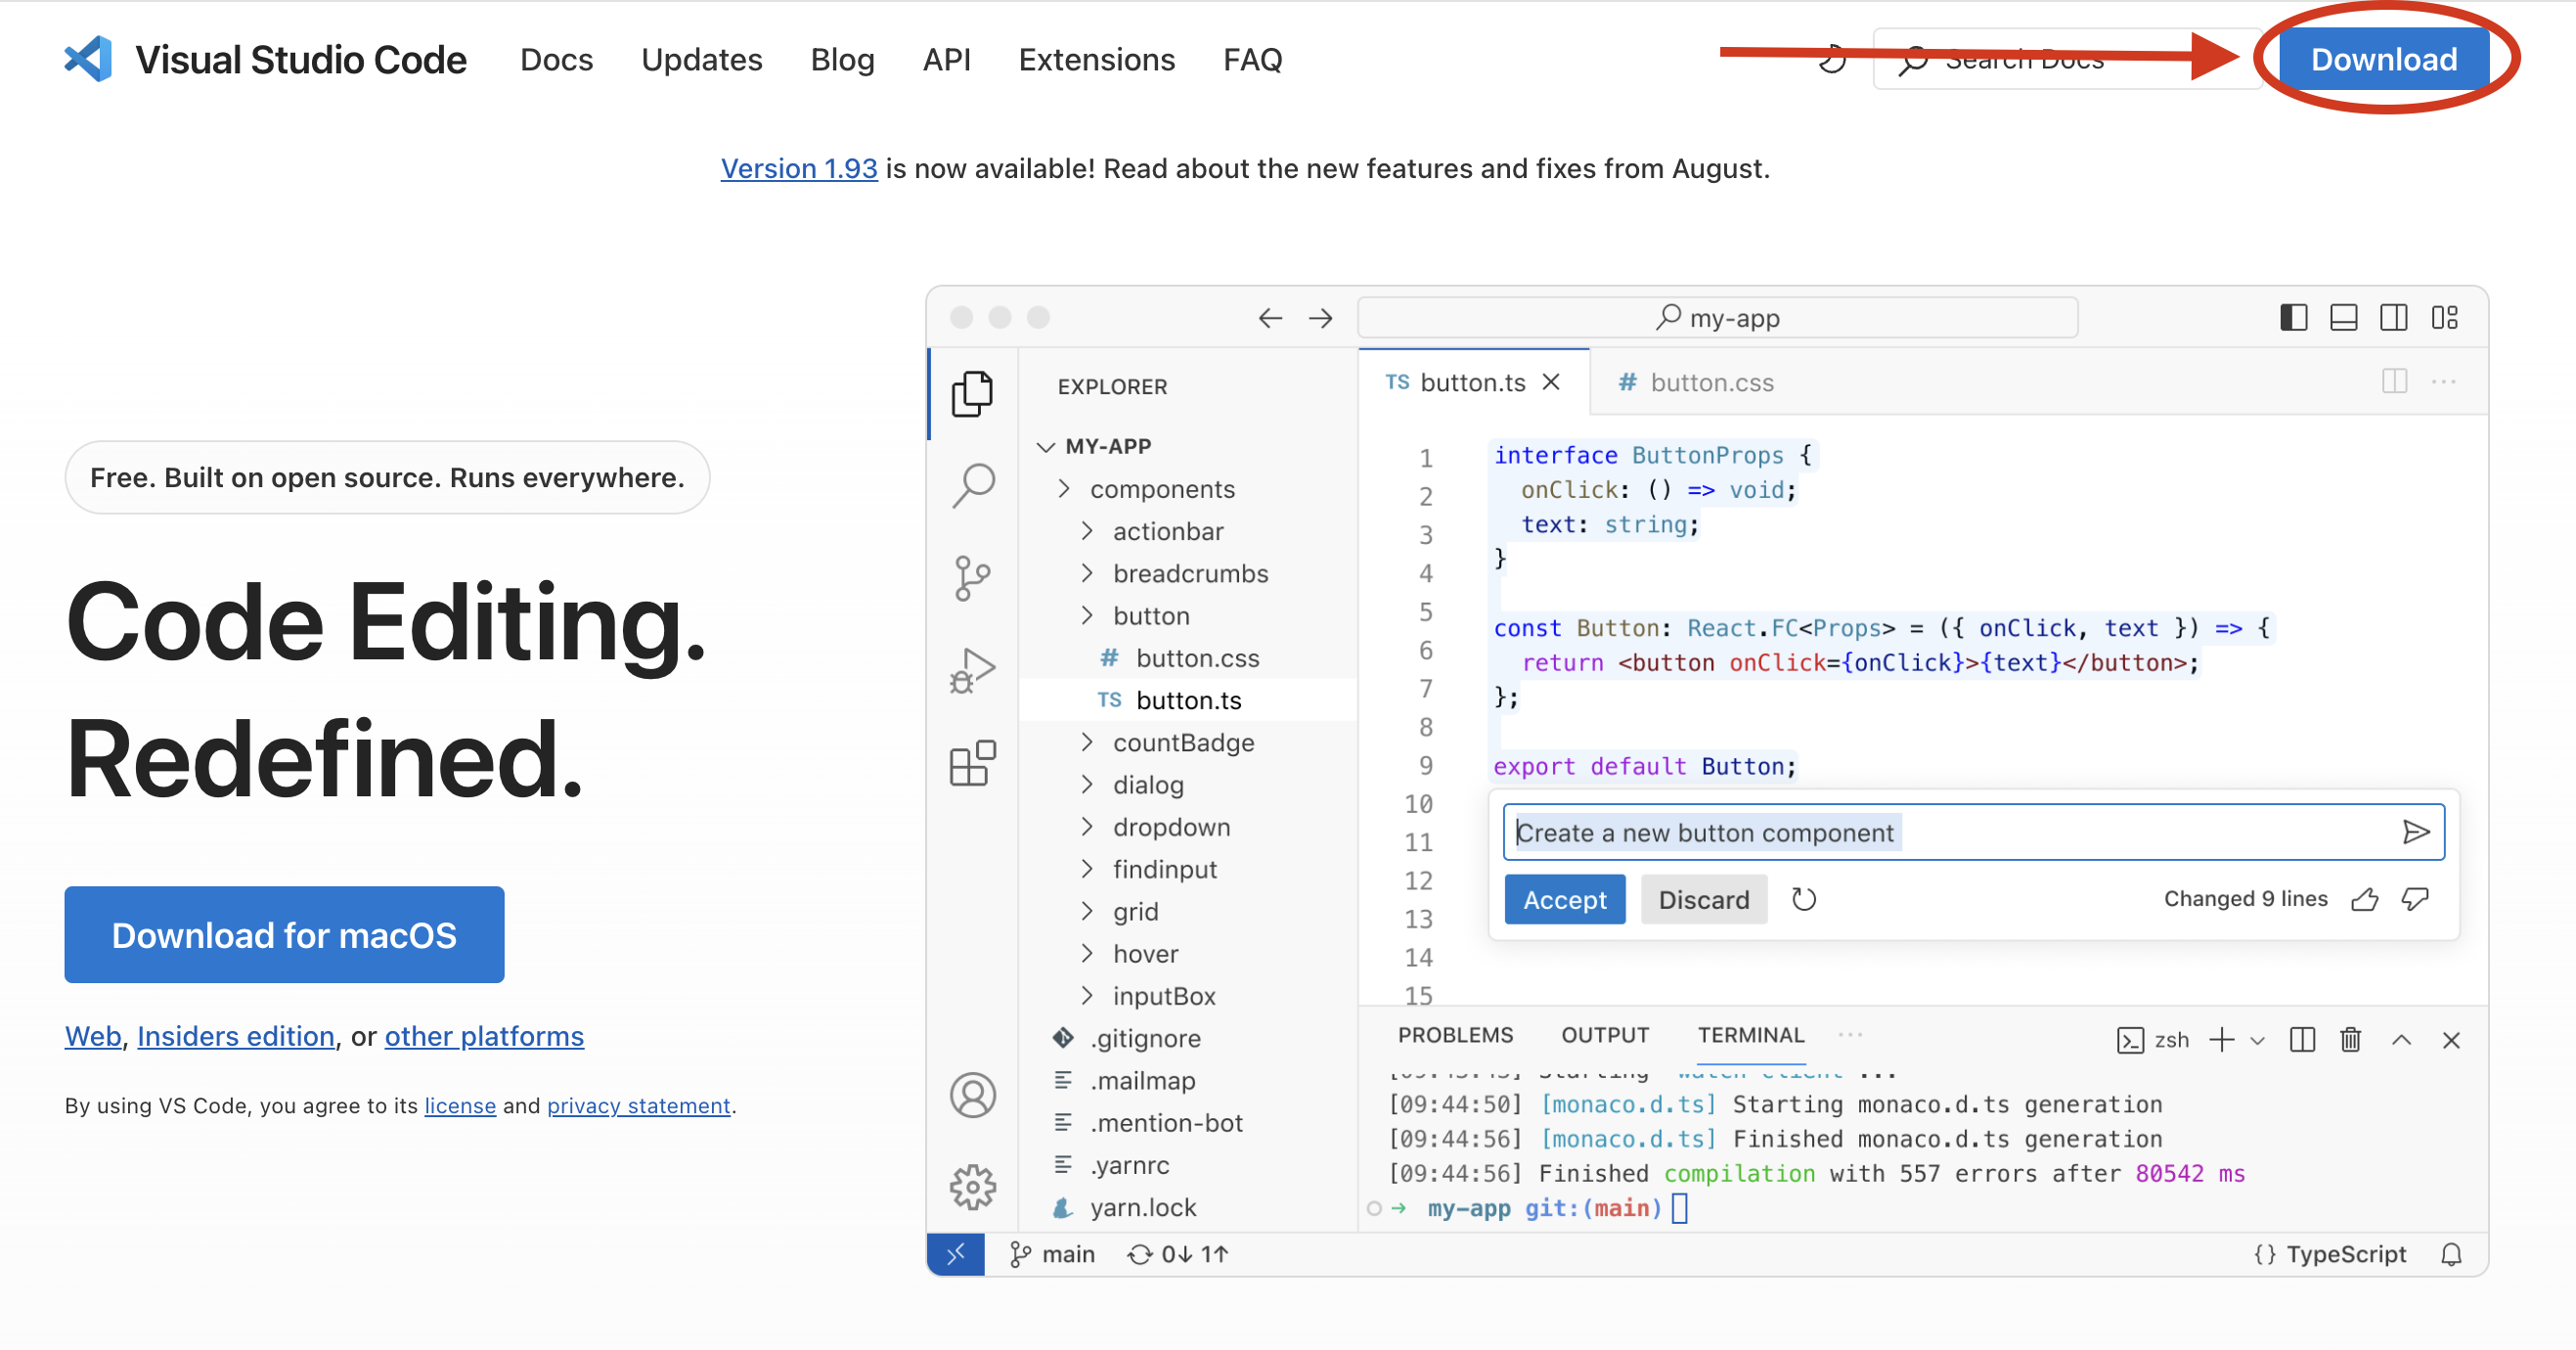 Visual Studio Code Docs Updates Blog API Extensions FAQ Search Docs Download
Version 1.93 is now available! Read about the new features and fixes from August.
Free. Built on open source. Runs everywhere.
Code Editing.
Redefined.
Download for macOS
Web, Insiders edition, or other platforms
By using VS Code, you agree to its license and privacy statement.
my-app
EXPLORER
MY-APP
components
actionbar
breadcrumbs
button
# button.css
TS button.ts
countBadge
dialog
dropdown
findinput
grid
hover
inputBox
.gitignore
.mailmap
.mention-bot
.yarnrc
yarn.lock
TS button.ts # button.css
1
2
3
4
5
6
7
8
9
10
11
12
13
14
15
interface ButtonProps {
onClick: () => void;
text: string;
}
const Button: React.FC<Props> = ({ onClick, text }) => {
return <button onClick={onClick}>{text}</button>;
};
export default Button;
Create a new button component
Accept Discard Changed 9 lines
PROBLEMS OUTPUT TERMINAL ··· zsh
[09:44:50] [monaco.d.ts] Starting monaco.d.ts generation
[09:44:56] [monaco.d.ts] Finished monaco.d.ts generation
[09:44:56] Finished compilation with 557 errors after 80542 ms
→ my-app git:(main)
main 0↓ 1↑ {} TypeScript